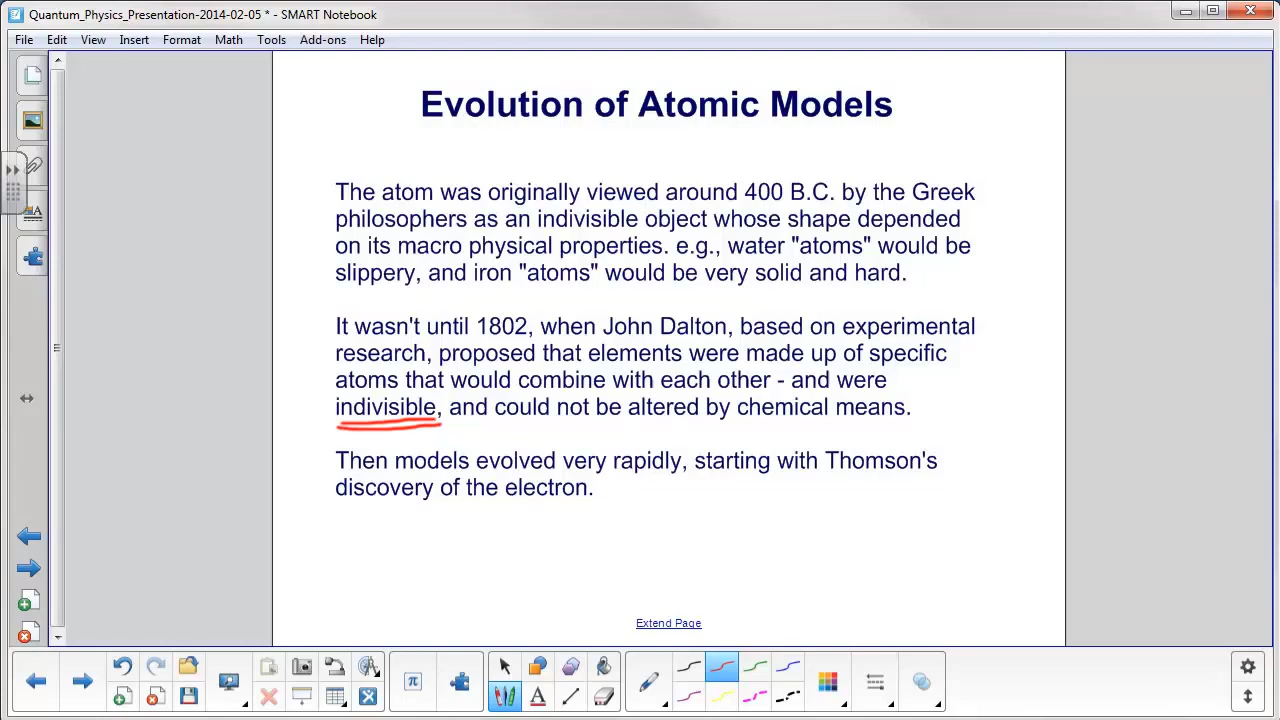 Quantum_Physics_Presentation-2014-02-05 * - SMART Notebook
File Edit View Insert Format Math Tools Add-ons Help
Evolution of Atomic Models
The atom was originally viewed around 400 B.C. by the Greek
philosophers as an indivisible object whose shape depended
on its macro physical properties. e.g., water "atoms" would be
slippery, and iron "atoms" would be very solid and hard.
It wasn't until 1802, when John Dalton, based on experimental
research, proposed that elements were made up of specific
atoms that would combine with each other - and were
indivisible, and could not be altered by chemical means.
Then models evolved very rapidly, starting with Thomson's
discovery of the electron.
Extend Page